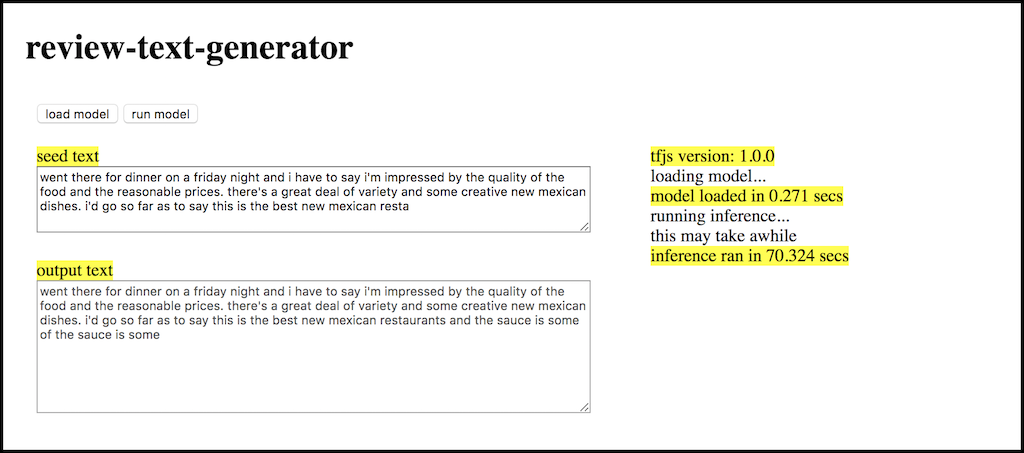 review-text-generator
load model run model
seed text
went there for dinner on a friday night and i have to say i'm impressed by the quality of the
food and the reasonable prices. there's a great deal of variety and some creative new mexican
dishes. i'd go so far as to say this is the best new mexican resta
output text
went there for dinner on a friday night and i have to say i'm impressed by the quality of the
food and the reasonable prices. there's a great deal of variety and some creative new mexican
dishes. i'd go so far as to say this is the best new mexican restaurants and the sauce is some
of the sauce is some
tfjs version: 1.0.0
loading model...
model loaded in 0.271 secs
running inference...
this may take awhile
inference ran in 70.324 secs